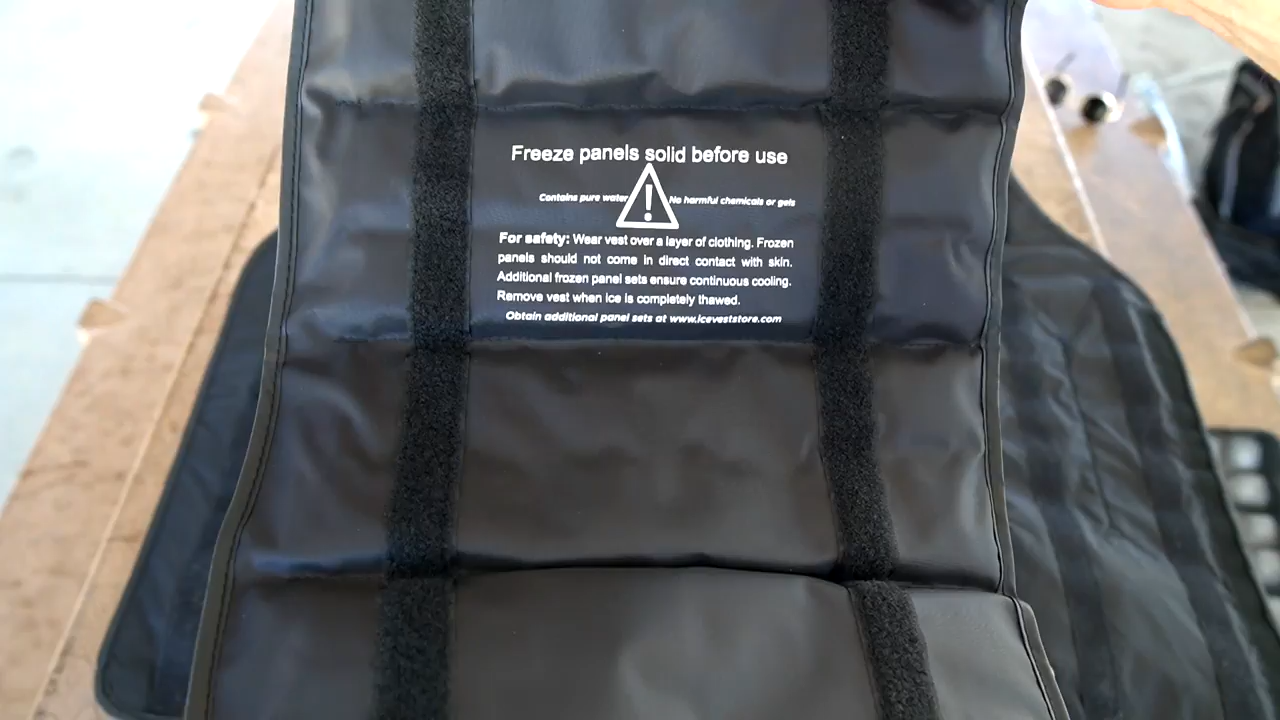 Freeze panels solid before use
Contains pure water No harmful chemicals or gels
For safety: Wear vest over a layer of clothing. Frozen
panels should not come in direct contact with skin.
Additional frozen panel sets ensure continuous cooling.
Remove vest when ice is completely thawed.
Obtain additional panel sets at www.iceveststore.com